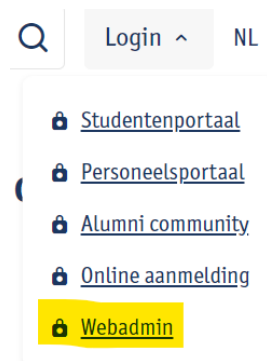 Login NL
Studentenportaal
Personeelsportaal
Alumni community
Online aanmelding
Webadmin